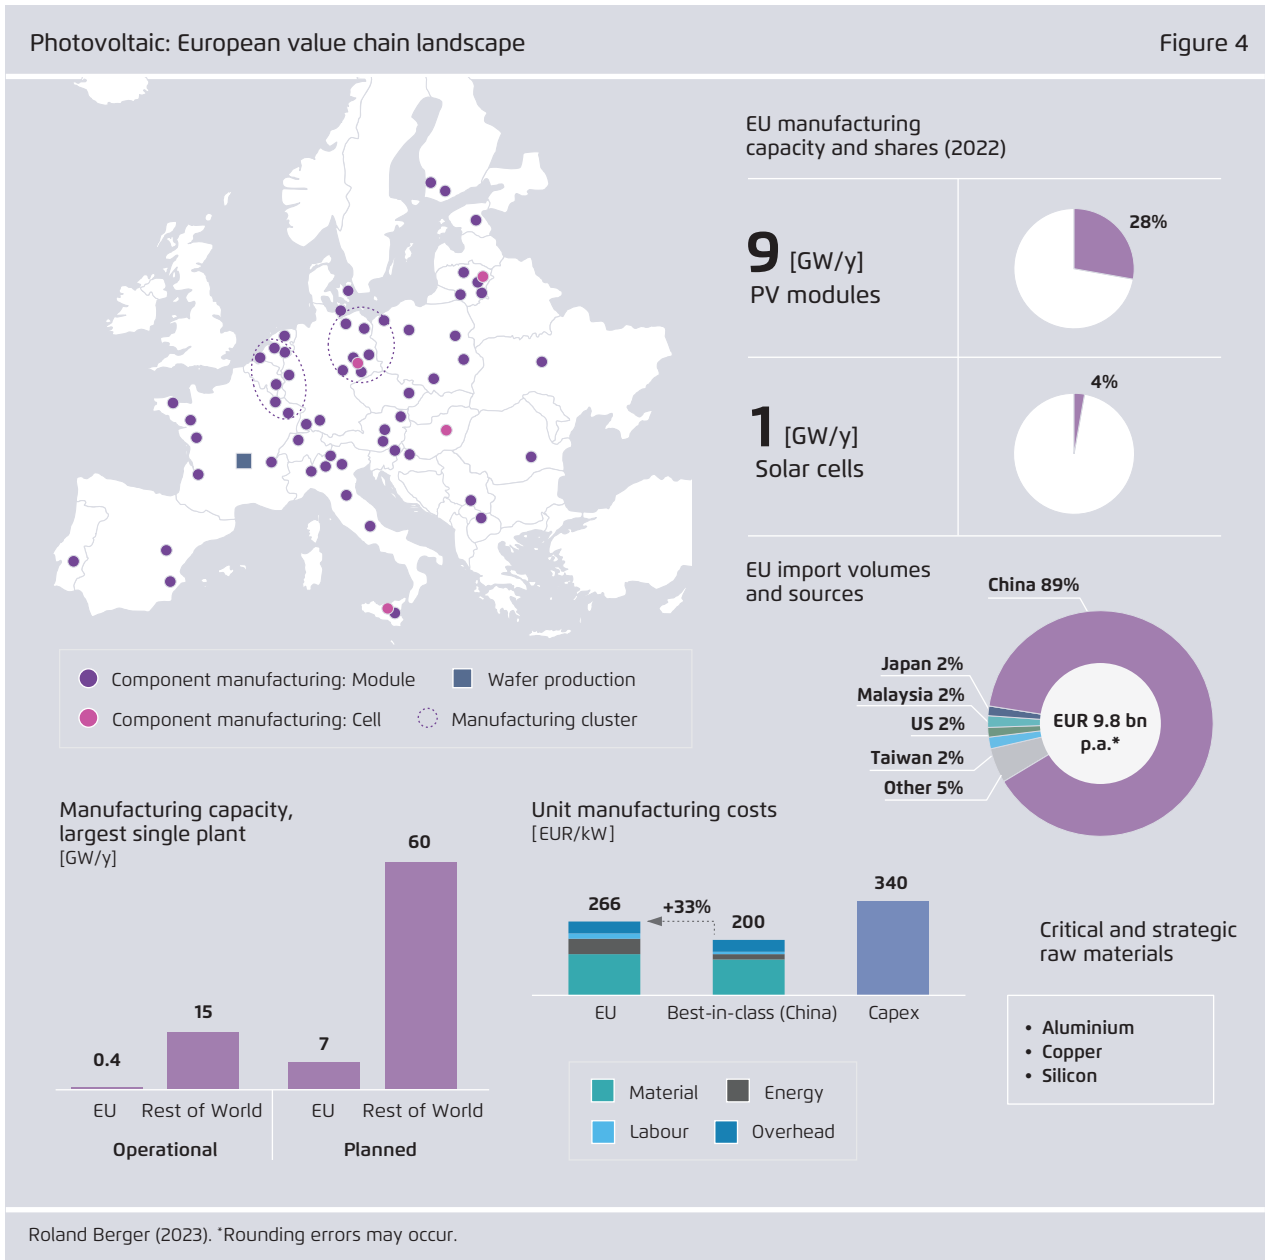 Photovoltaic: European value chain landscape
Figure 4
EU manufacturing
capacity and shares (2022)
9 [GW/y]
PV modules
28%
1 [GW/y]
Solar cells
4%
EU import volumes
and sources
China 89%
Japan 2%
Malaysia 2%
US 2%
Taiwan 2%
Other 5%
EUR 9.8 bn
p.a.*
Component manufacturing: Module
Wafer production
Component manufacturing: Cell
Manufacturing cluster
Manufacturing capacity,
largest single plant
[GW/y]
0.4
15
7
60
EU
Rest of World
EU
Rest of World
Operational
Planned
Unit manufacturing costs
[EUR/kW]
266
+33%
200
340
EU
Best-in-class (China)
Capex
Material
Energy
Labour
Overhead
Critical and strategic
raw materials
• Aluminium
• Copper
• Silicon
Roland Berger (2023). *Rounding errors may occur.